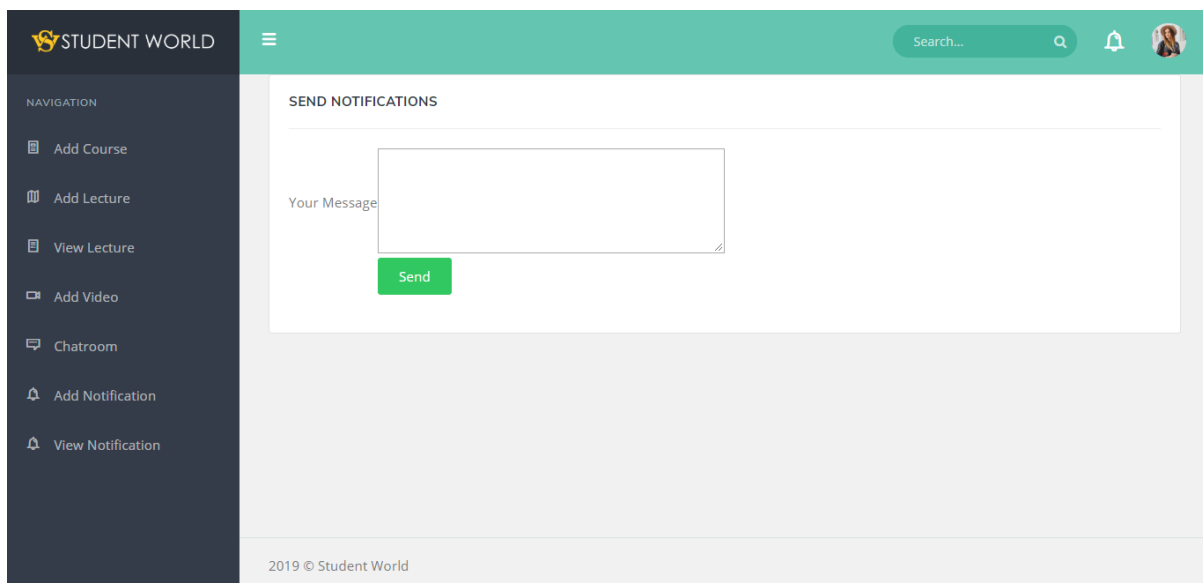 STUDENT WORLD
Search...
NAVIGATION
Add Course
Add Lecture
View Lecture
Add Video
Chatroom
Add Notification
View Notification
SEND NOTIFICATIONS
Your Message
Send
2019 © Student World